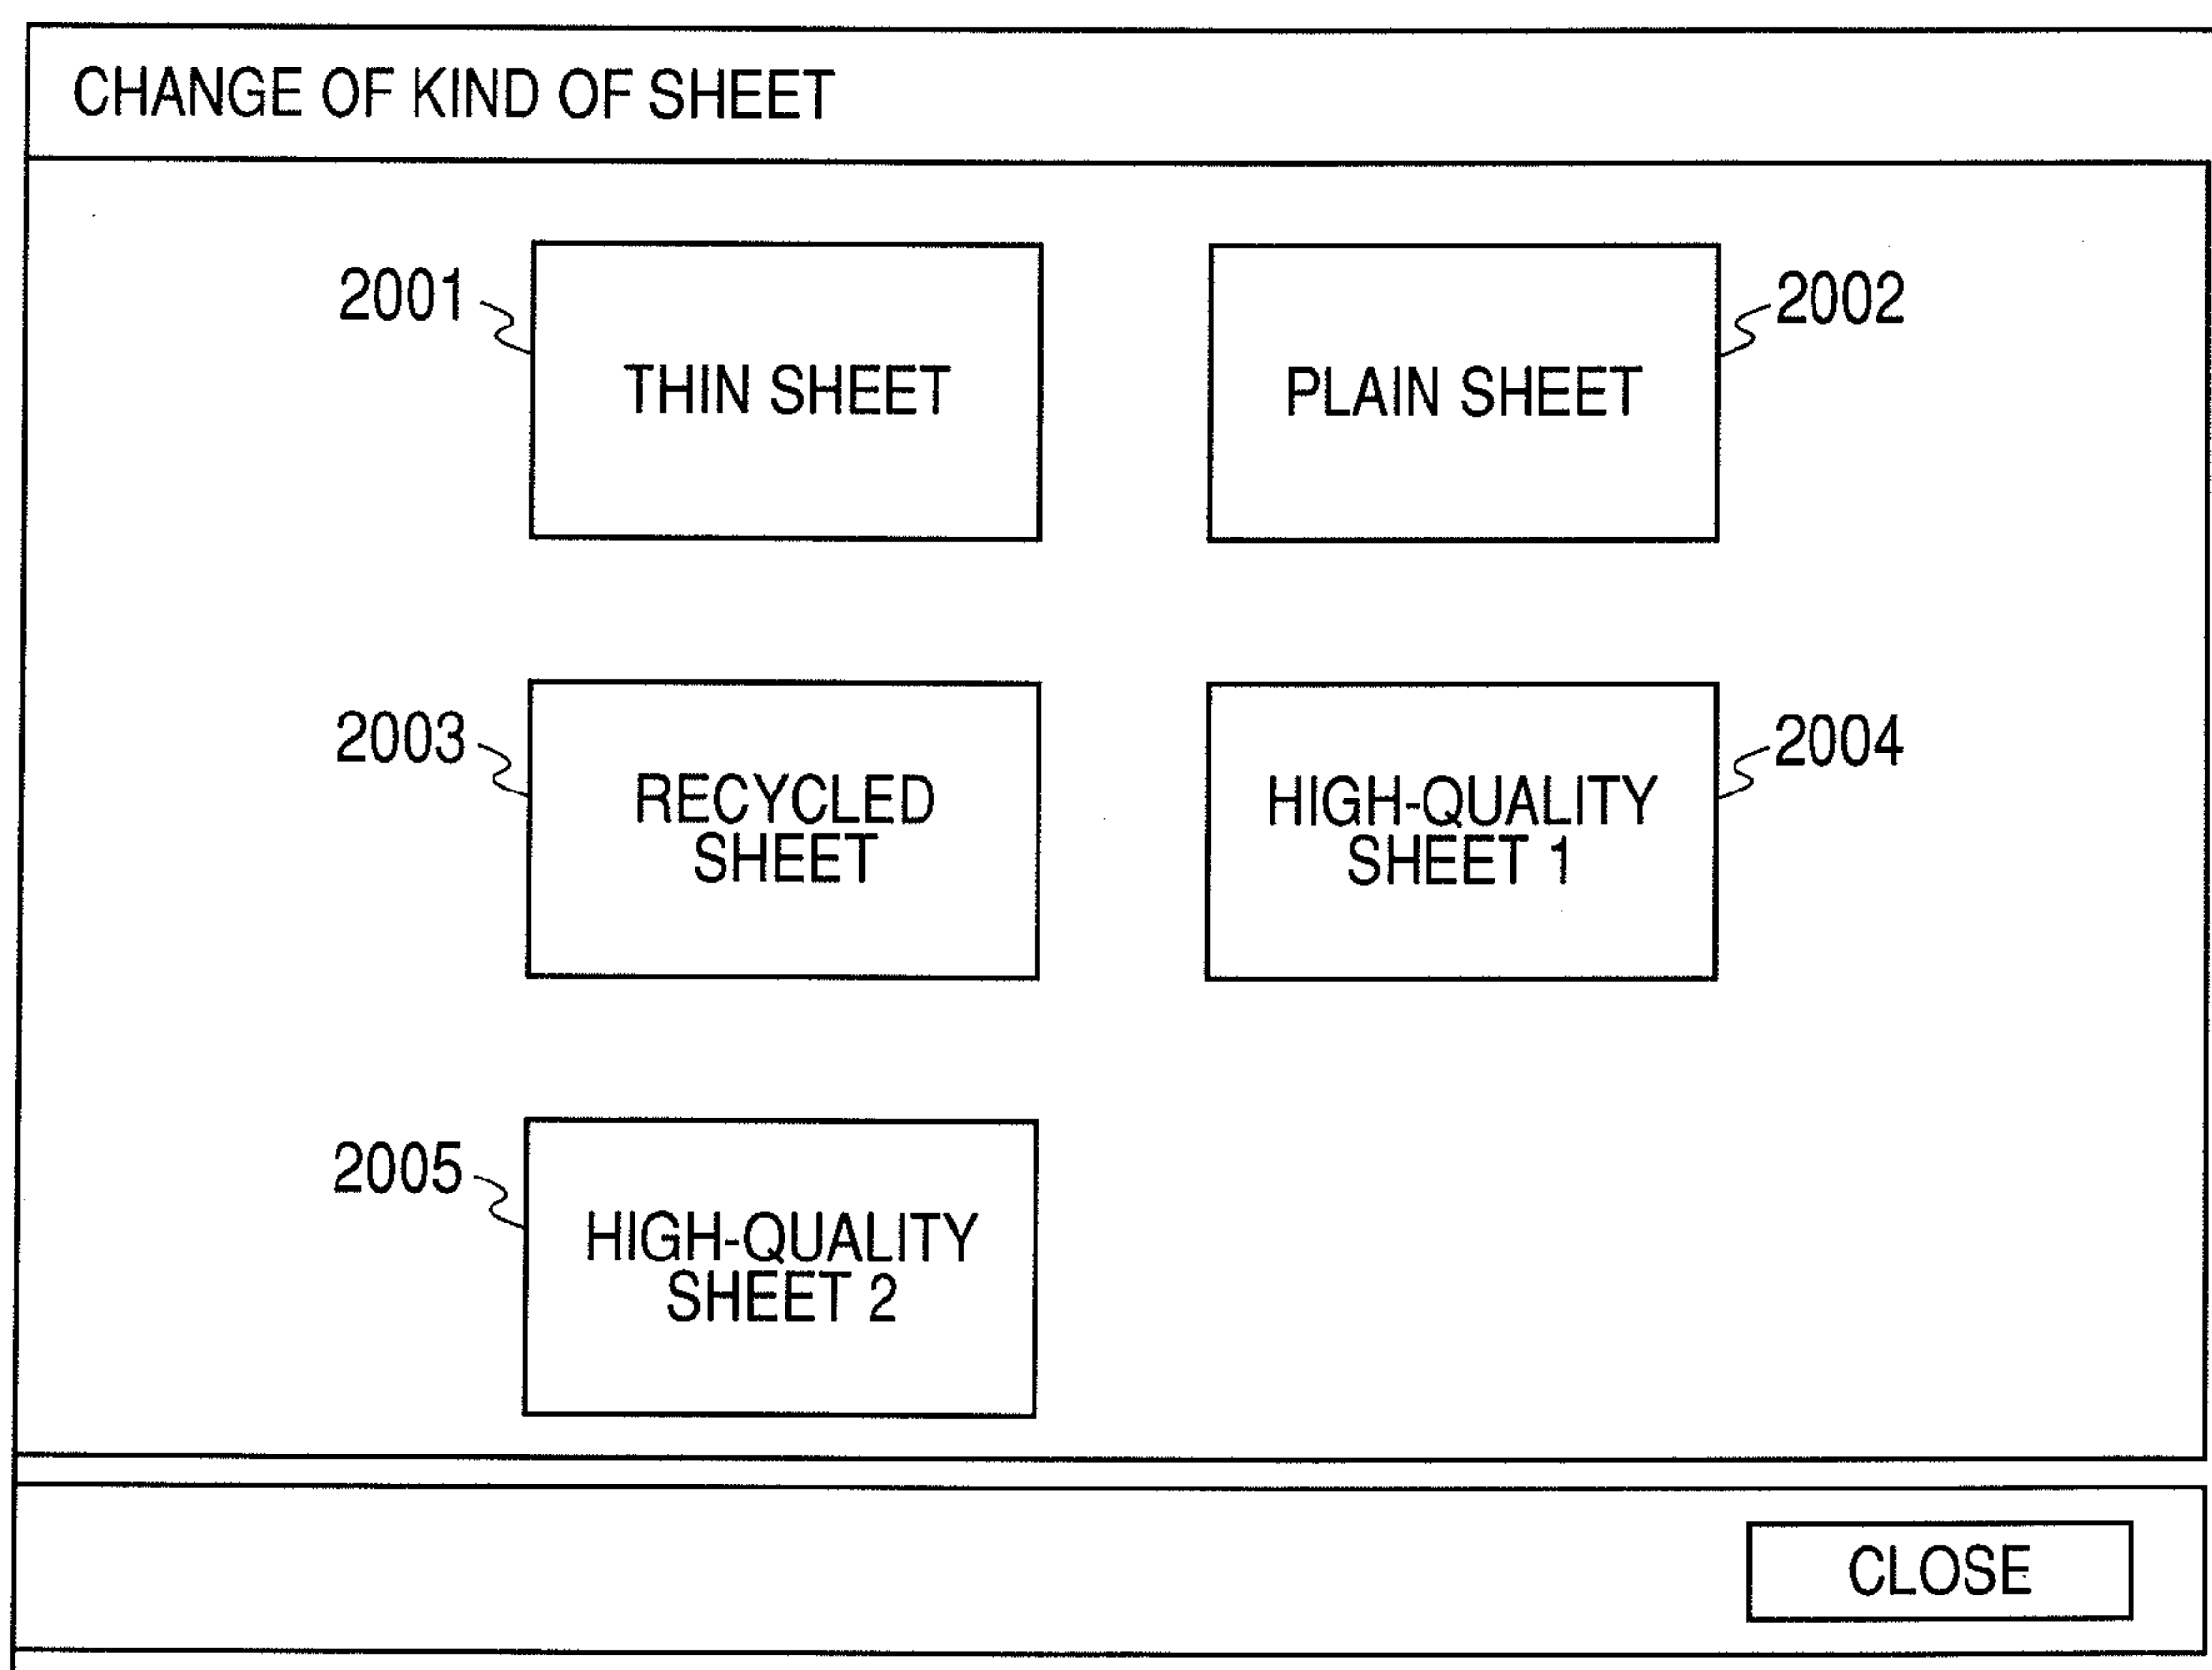 CHANGE OF KIND OF SHEET
2001
THIN SHEET
PLAIN SHEET
2002
2003
RECYCLED
SHEET
HIGH-QUALITY
SHEET 1
2004
2005
HIGH-QUALITY
SHEET 2
CLOSE